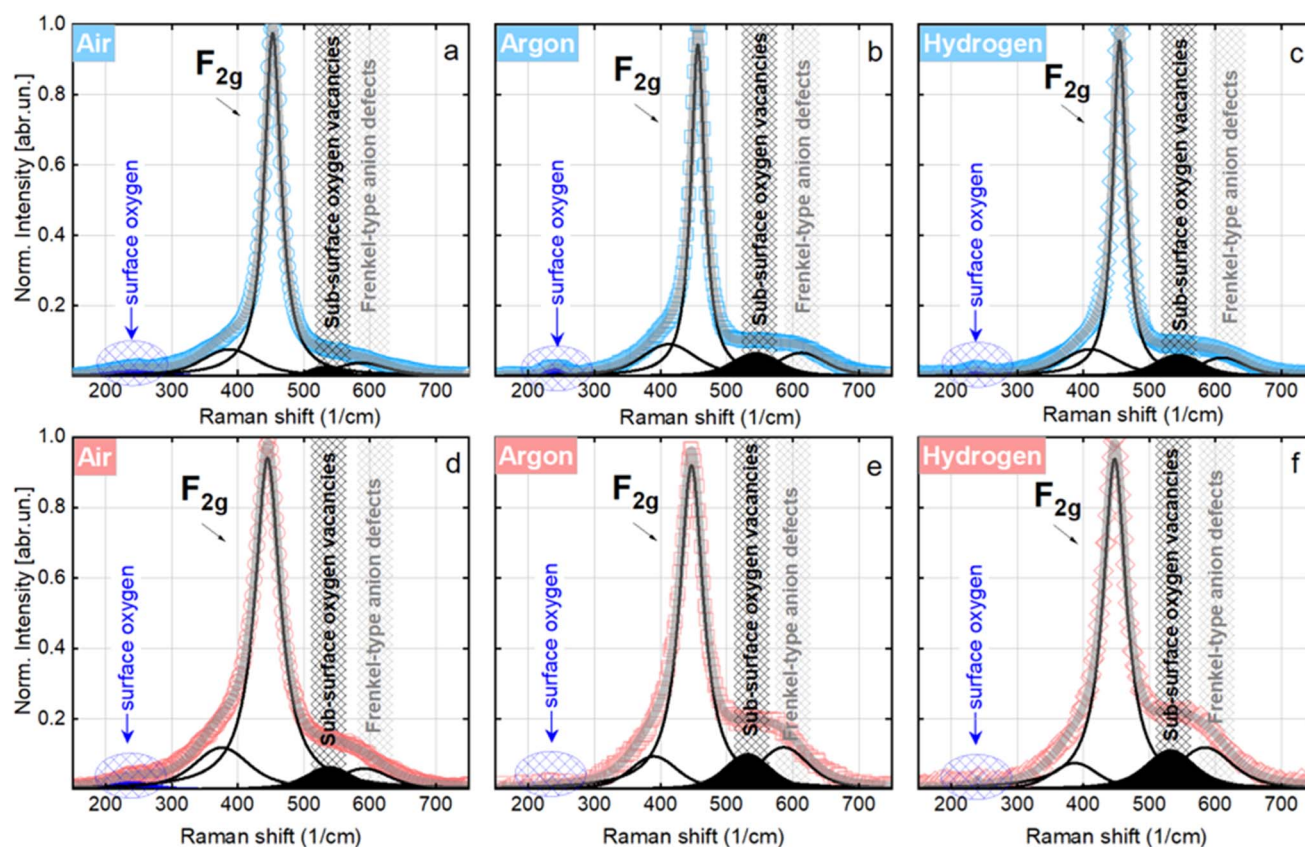 Air
a
F2g
surface oxygen
Sub-surface oxygen vacancies
Frenkel-type anion defects
Norm. Intensity [abr.un.]
1.0
0.8
0.6
0.4
0.2
200 300 400 500 600 700
Raman shift (1/cm)
Argon
b
F2g
surface oxygen
Sub-surface oxygen vacancies
Frenkel-type anion defects
200 300 400 500 600 700
Raman shift (1/cm)
Hydrogen
c
F2g
surface oxygen
Sub-surface oxygen vacancies
Frenkel-type anion defects
200 300 400 500 600 700
Raman shift (1/cm)
Air
d
F2g
surface oxygen
Sub-surface oxygen vacancies
Frenkel-type anion defects
Norm. Intensity [abr.un.]
1.0
0.8
0.6
0.4
0.2
200 300 400 500 600 700
Raman shift (1/cm)
Argon
e
F2g
surface oxygen
Sub-surface oxygen vacancies
Frenkel-type anion defects
200 300 400 500 600 700
Raman shift (1/cm)
Hydrogen
f
F2g
surface oxygen
Sub-surface oxygen vacancies
Frenkel-type anion defects
200 300 400 500 600 700
Raman shift (1/cm)